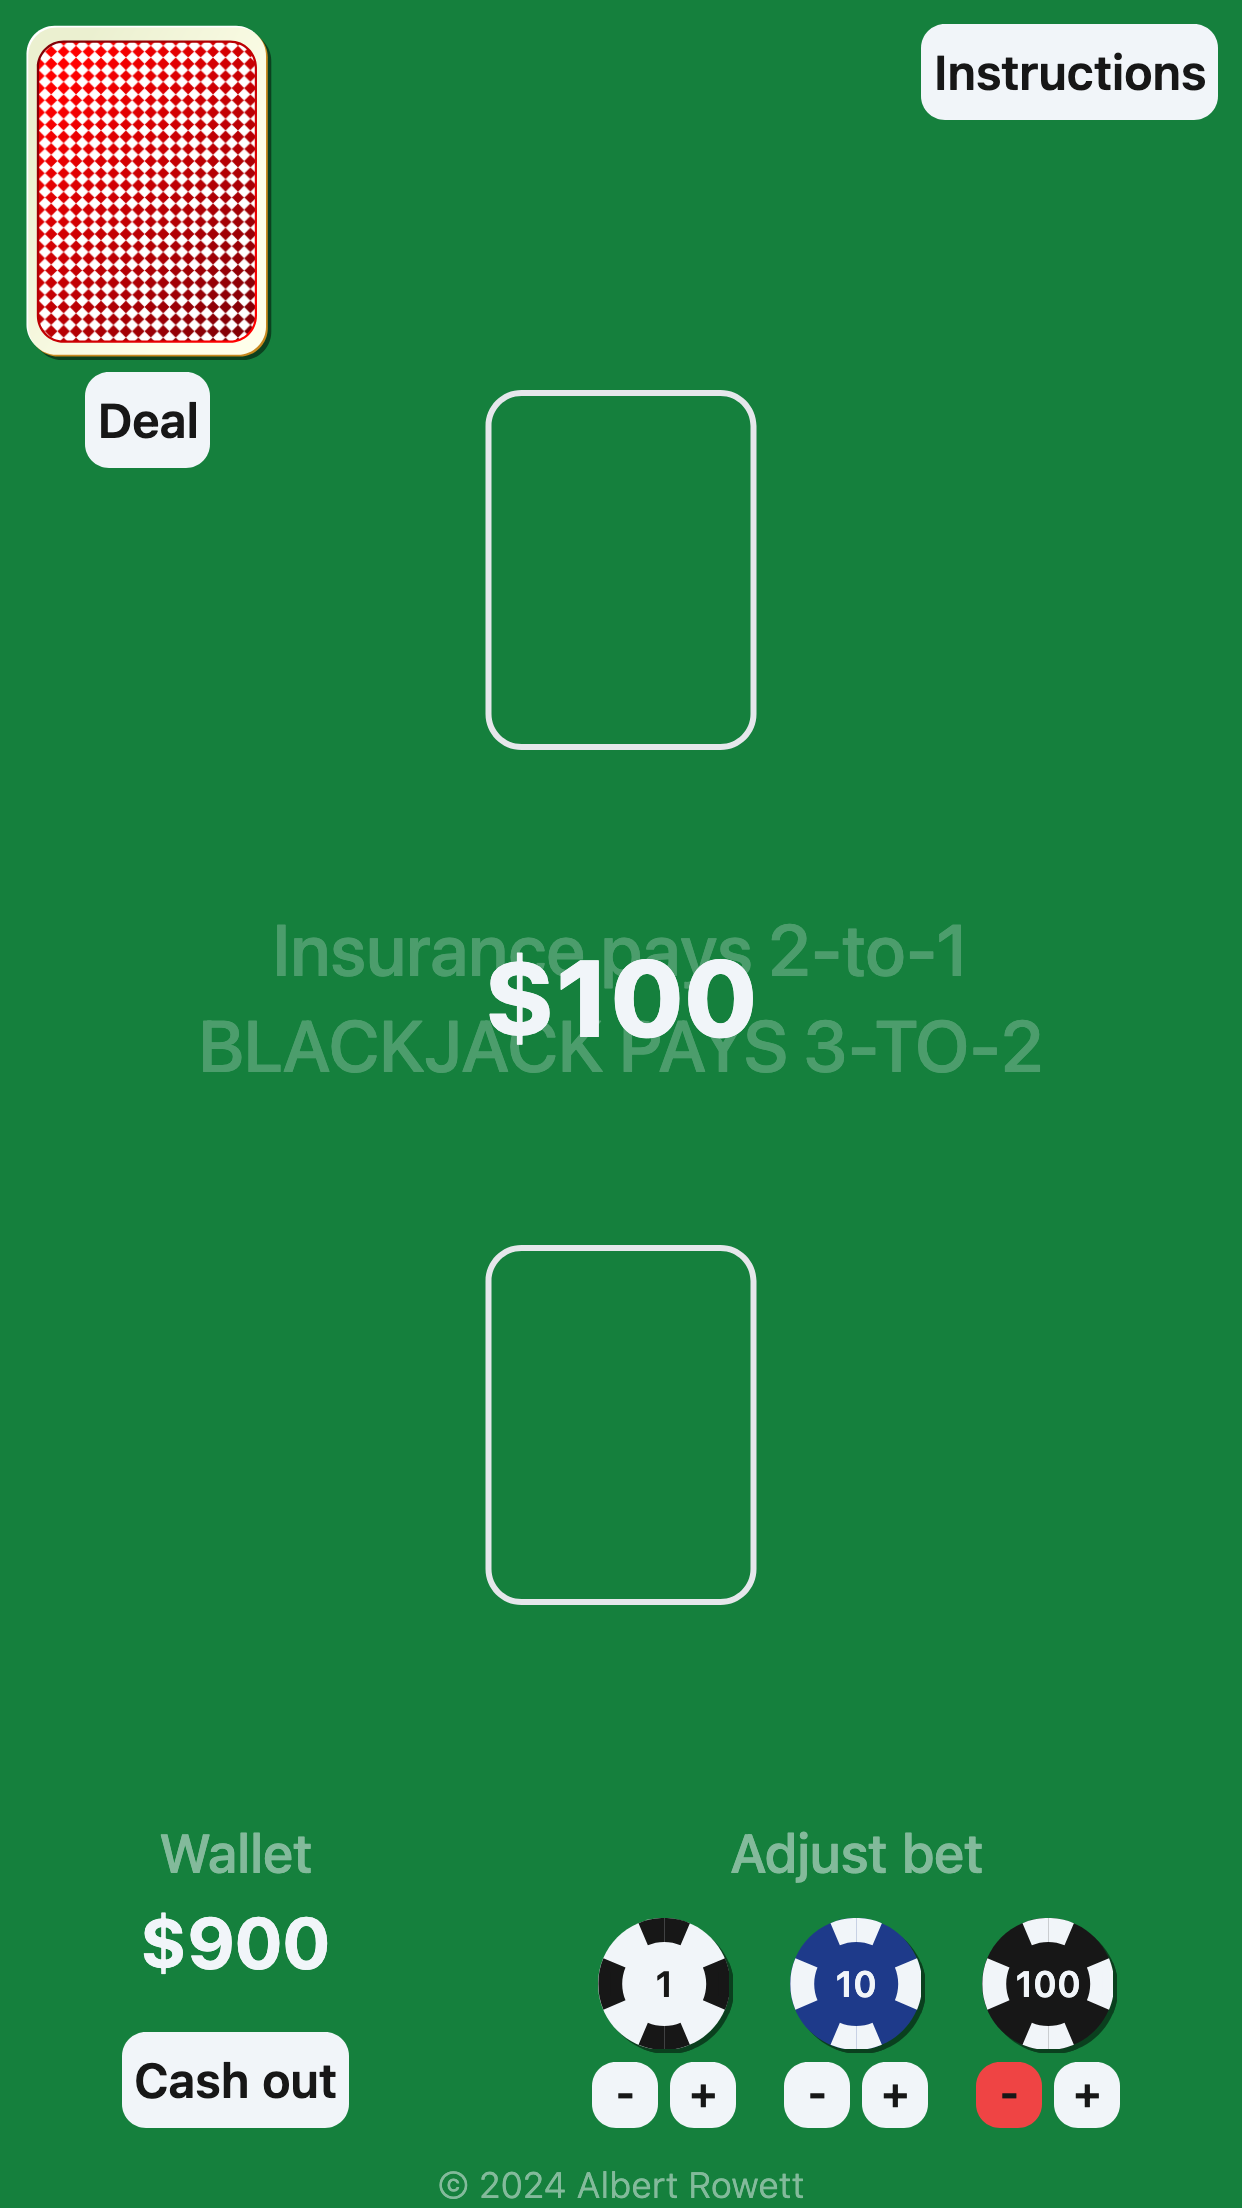 Instructions
Deal
Insurance pays 2-to-1
$100
BLACKJACK PAYS 3-TO-2
Wallet
$900
Cash out
Adjust bet
1
10
100
- + - + - +
© 2024 Albert Rowett